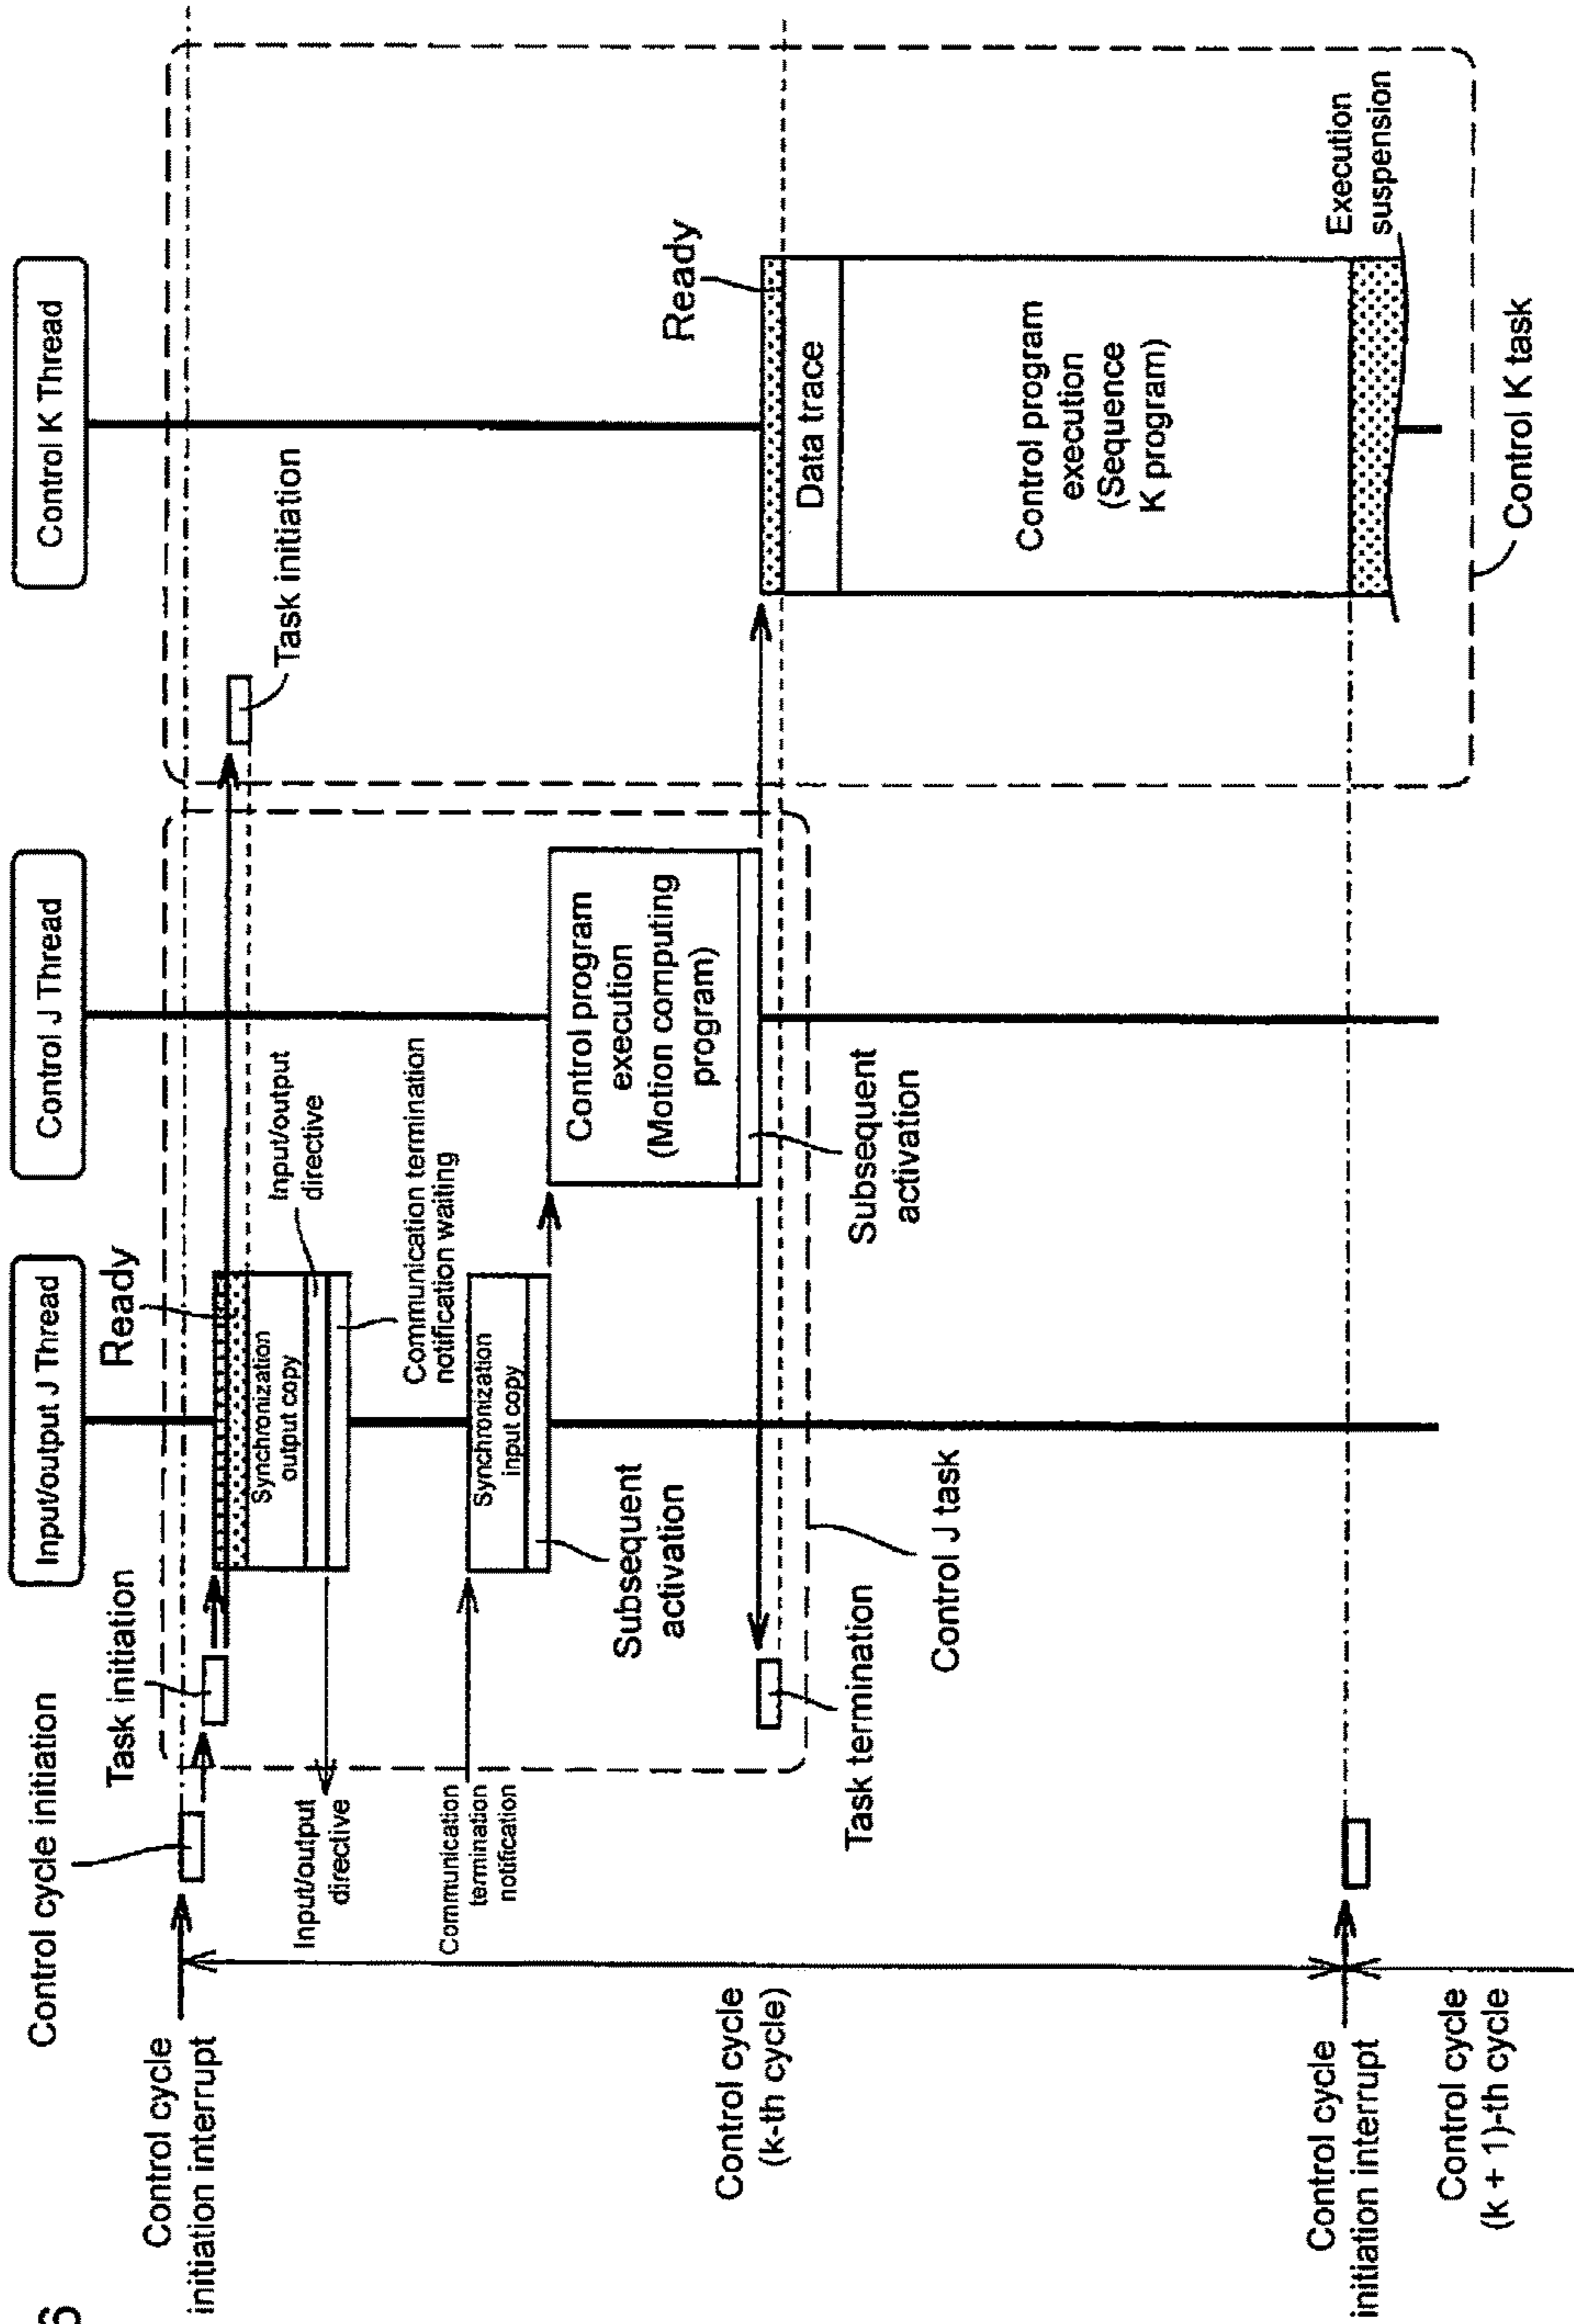 6
Input/output J Thread
Control J Thread
Control K Thread
Control cycle initiation
Task initiation
Ready
Control cycle
initiation interrupt
Task initiation
Synchronization
output copy
Input/output
directive
Input/output
directive
Communication termination
notification waiting
Communication
termination
notification
Synchronization
input copy
Subsequent
activation
Control program
execution
(Motion computing
program)
Subsequent
activation
Ready
Data trace
Control program
execution
(Sequence
K program)
Execution
suspension
Task termination
Control J task
Control K task
Control cycle
(k-th cycle)
Control cycle
initiation interrupt
Control cycle
(k + 1)-th cycle